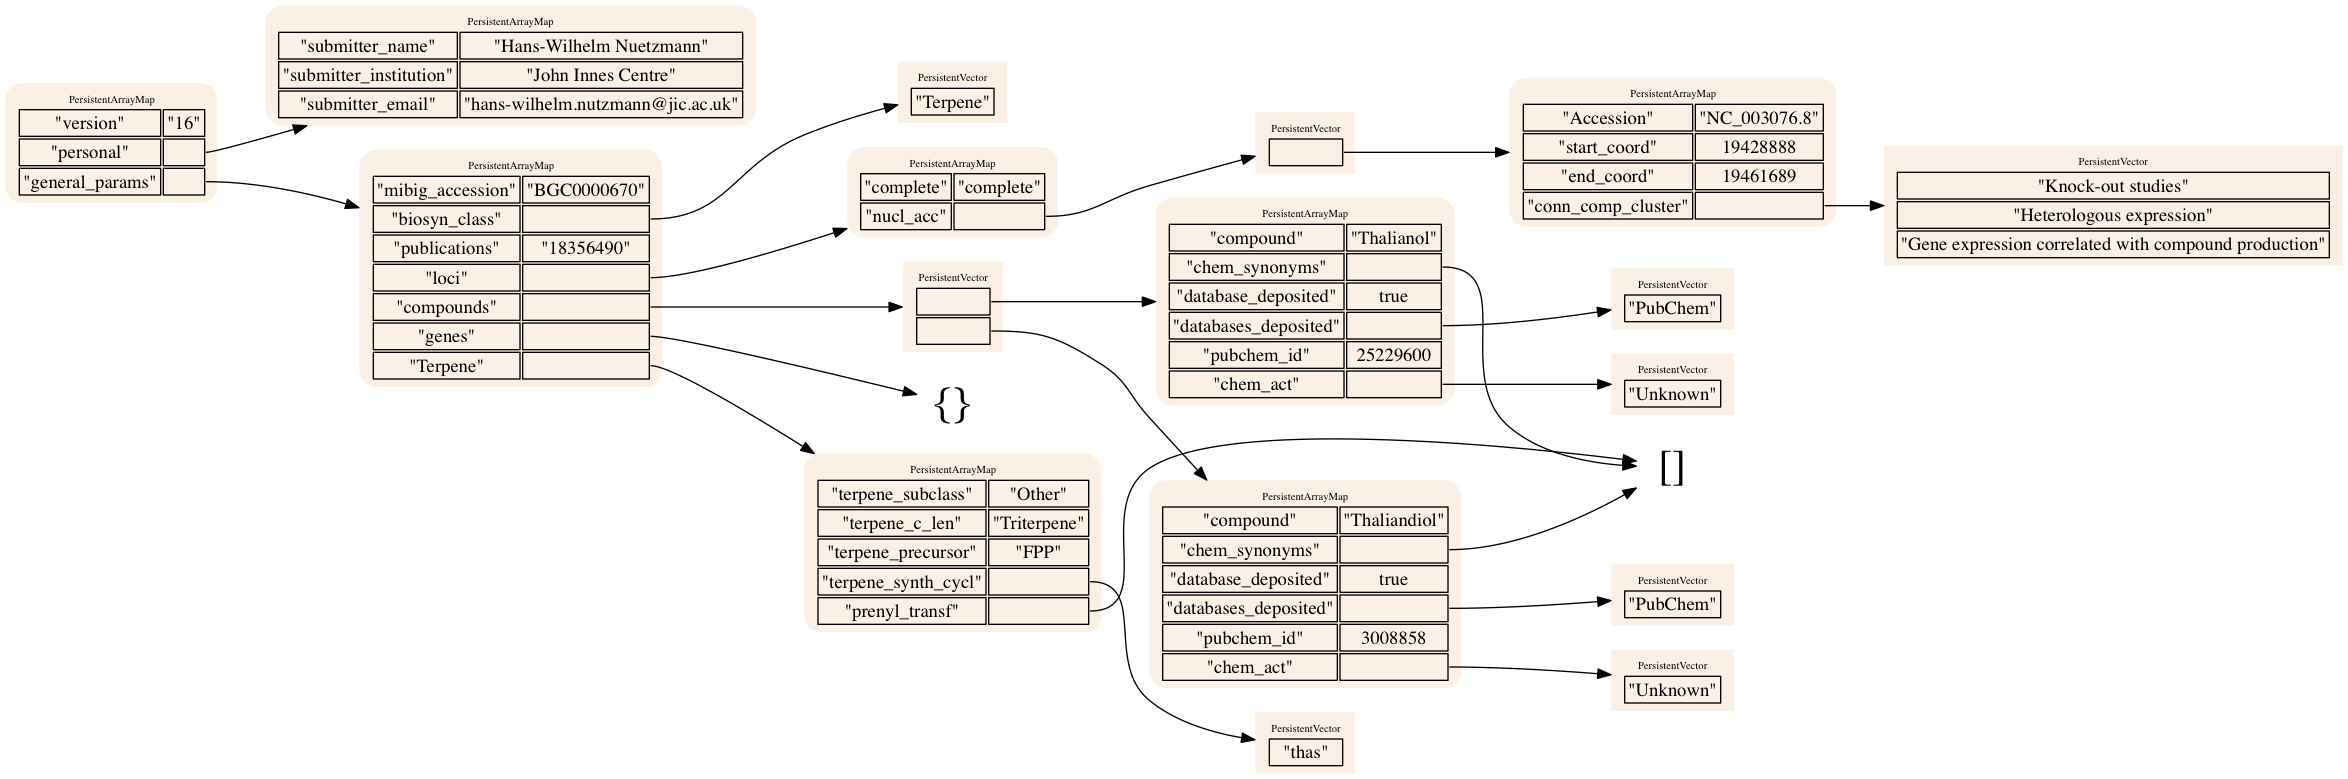 PersistentArrayMap
"version" "16"
"personal"
"general_params"
PersistentArrayMap
"submitter_name" "Hans-Wilhelm Nuetzmann"
"submitter_institution" "John Innes Centre"
"submitter_email" "hans-wilhelm.nutzmann@jic.ac.uk"
PersistentArrayMap
"mibig_accession" "BGC0000670"
"biosyn_class"
"publications" "18356490"
"loci"
"compounds"
"genes"
"Terpene"
PersistentVector
"Terpene"
PersistentArrayMap
"complete" "complete"
"nucl_acc"
PersistentVector
{}
PersistentArrayMap
"terpene_subclass" "Other"
"terpene_c_len" "Triterpene"
"terpene_precursor" "FPP"
"terpene_synth_cycl"
"prenyl_transf"
PersistentVector
PersistentArrayMap
"compound" "Thalianol"
"chem_synonyms"
"database_deposited" true
"databases_deposited"
"pubchem_id" 25229600
"chem_act"
PersistentArrayMap
"compound" "Thaliandiol"
"chem_synonyms"
"database_deposited" true
"databases_deposited"
"pubchem_id" 3008858
"chem_act"
PersistentVector
"thas"
PersistentArrayMap
"Accession" "NC_003076.8"
"start_coord" 19428888
"end_coord" 19461689
"conn_comp_cluster"
PersistentVector
"PubChem"
PersistentVector
"Unknown"
[]
PersistentVector
"PubChem"
PersistentVector
"Unknown"
PersistentVector
"Knock-out studies"
"Heterologous expression"
"Gene expression correlated with compound production"